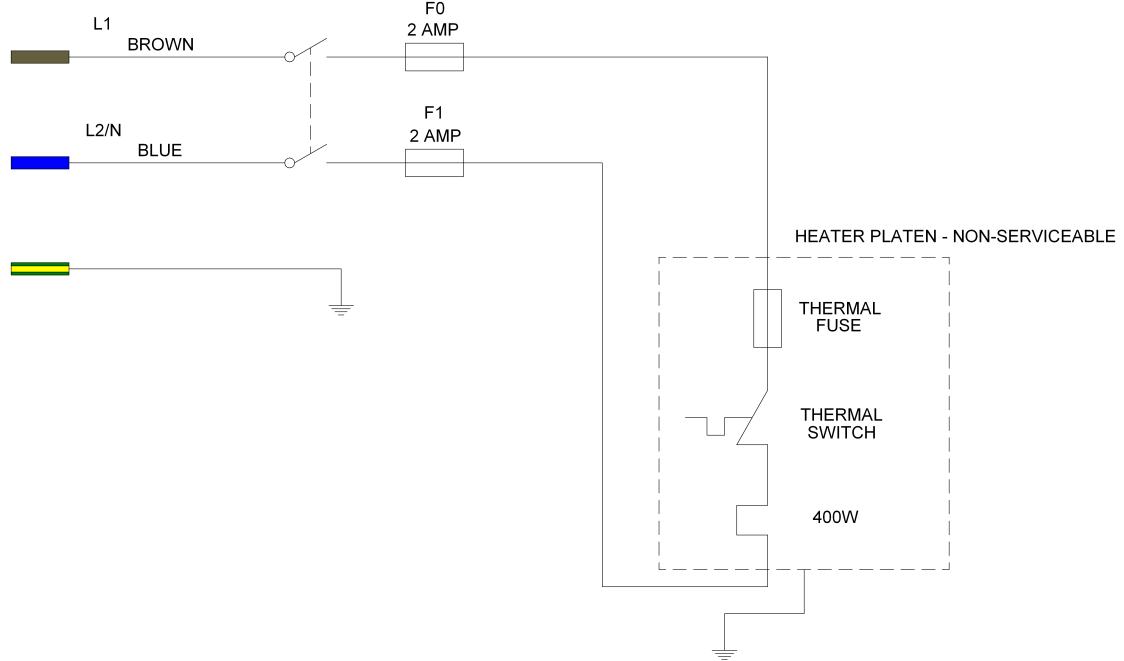 L1
BROWN
F0
2 AMP
L2/N
BLUE
F1
2 AMP
HEATER PLATEN - NON-SERVICEABLE
THERMAL
FUSE
THERMAL
SWITCH
400W